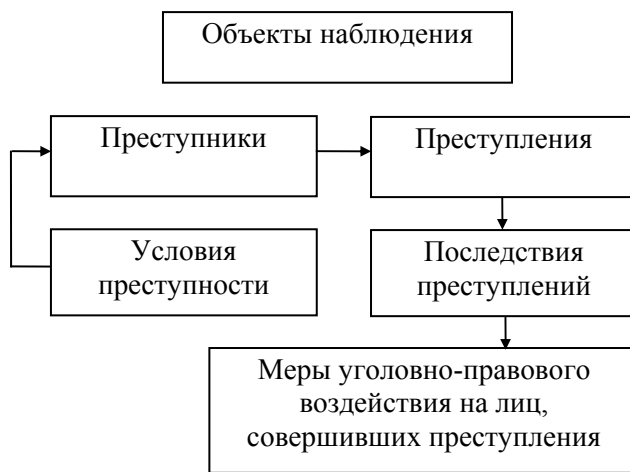 Объекты наблюдения
Преступники
Преступления
Условия
преступности
Последствия
преступлений
Меры уголовно-правового
воздействия на лиц,
совершивших преступления